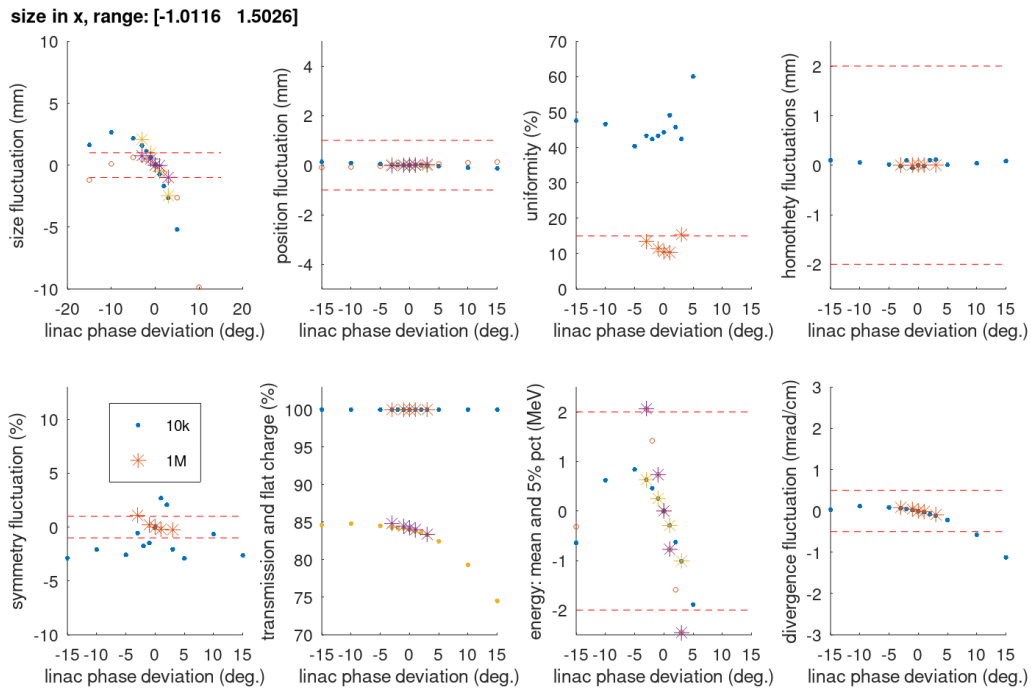 size in x, range: [-1.0116 1.5026]
size fluctuation (mm)
10
5
0
-5
-10
-20 -10 0 10 20
linac phase deviation (deg.)
position fluctuation (mm)
4
2
0
-2
-4
-15 -10 -5 0 5 10 15
linac phase deviation (deg.)
uniformity (%)
70
60
50
40
30
20
10
0
-15 -10 -5 0 5 10 15
linac phase deviation (deg.)
homothety fluctuations (mm)
2
1
0
-1
-2
-15 -10 -5 0 5 10 15
linac phase deviation (deg.)
symmetry fluctuation (%)
10
5
0
-5
-10
10k
1M
-15 -10 -5 0 5 10 15
linac phase deviation (deg.)
transmission and flat charge (%)
100
95
90
85
80
75
70
-15 -10 -5 0 5 10 15
linac phase deviation (deg.)
energy: mean and 5% pct (MeV)
2
1
0
-1
-2
-15 -10 -5 0 5 10 15
linac phase deviation (deg.)
divergence fluctuation (mrad/cm)
3
2
1
0
-1
-2
-3
-15 -10 -5 0 5 10 15
linac phase deviation (deg.)